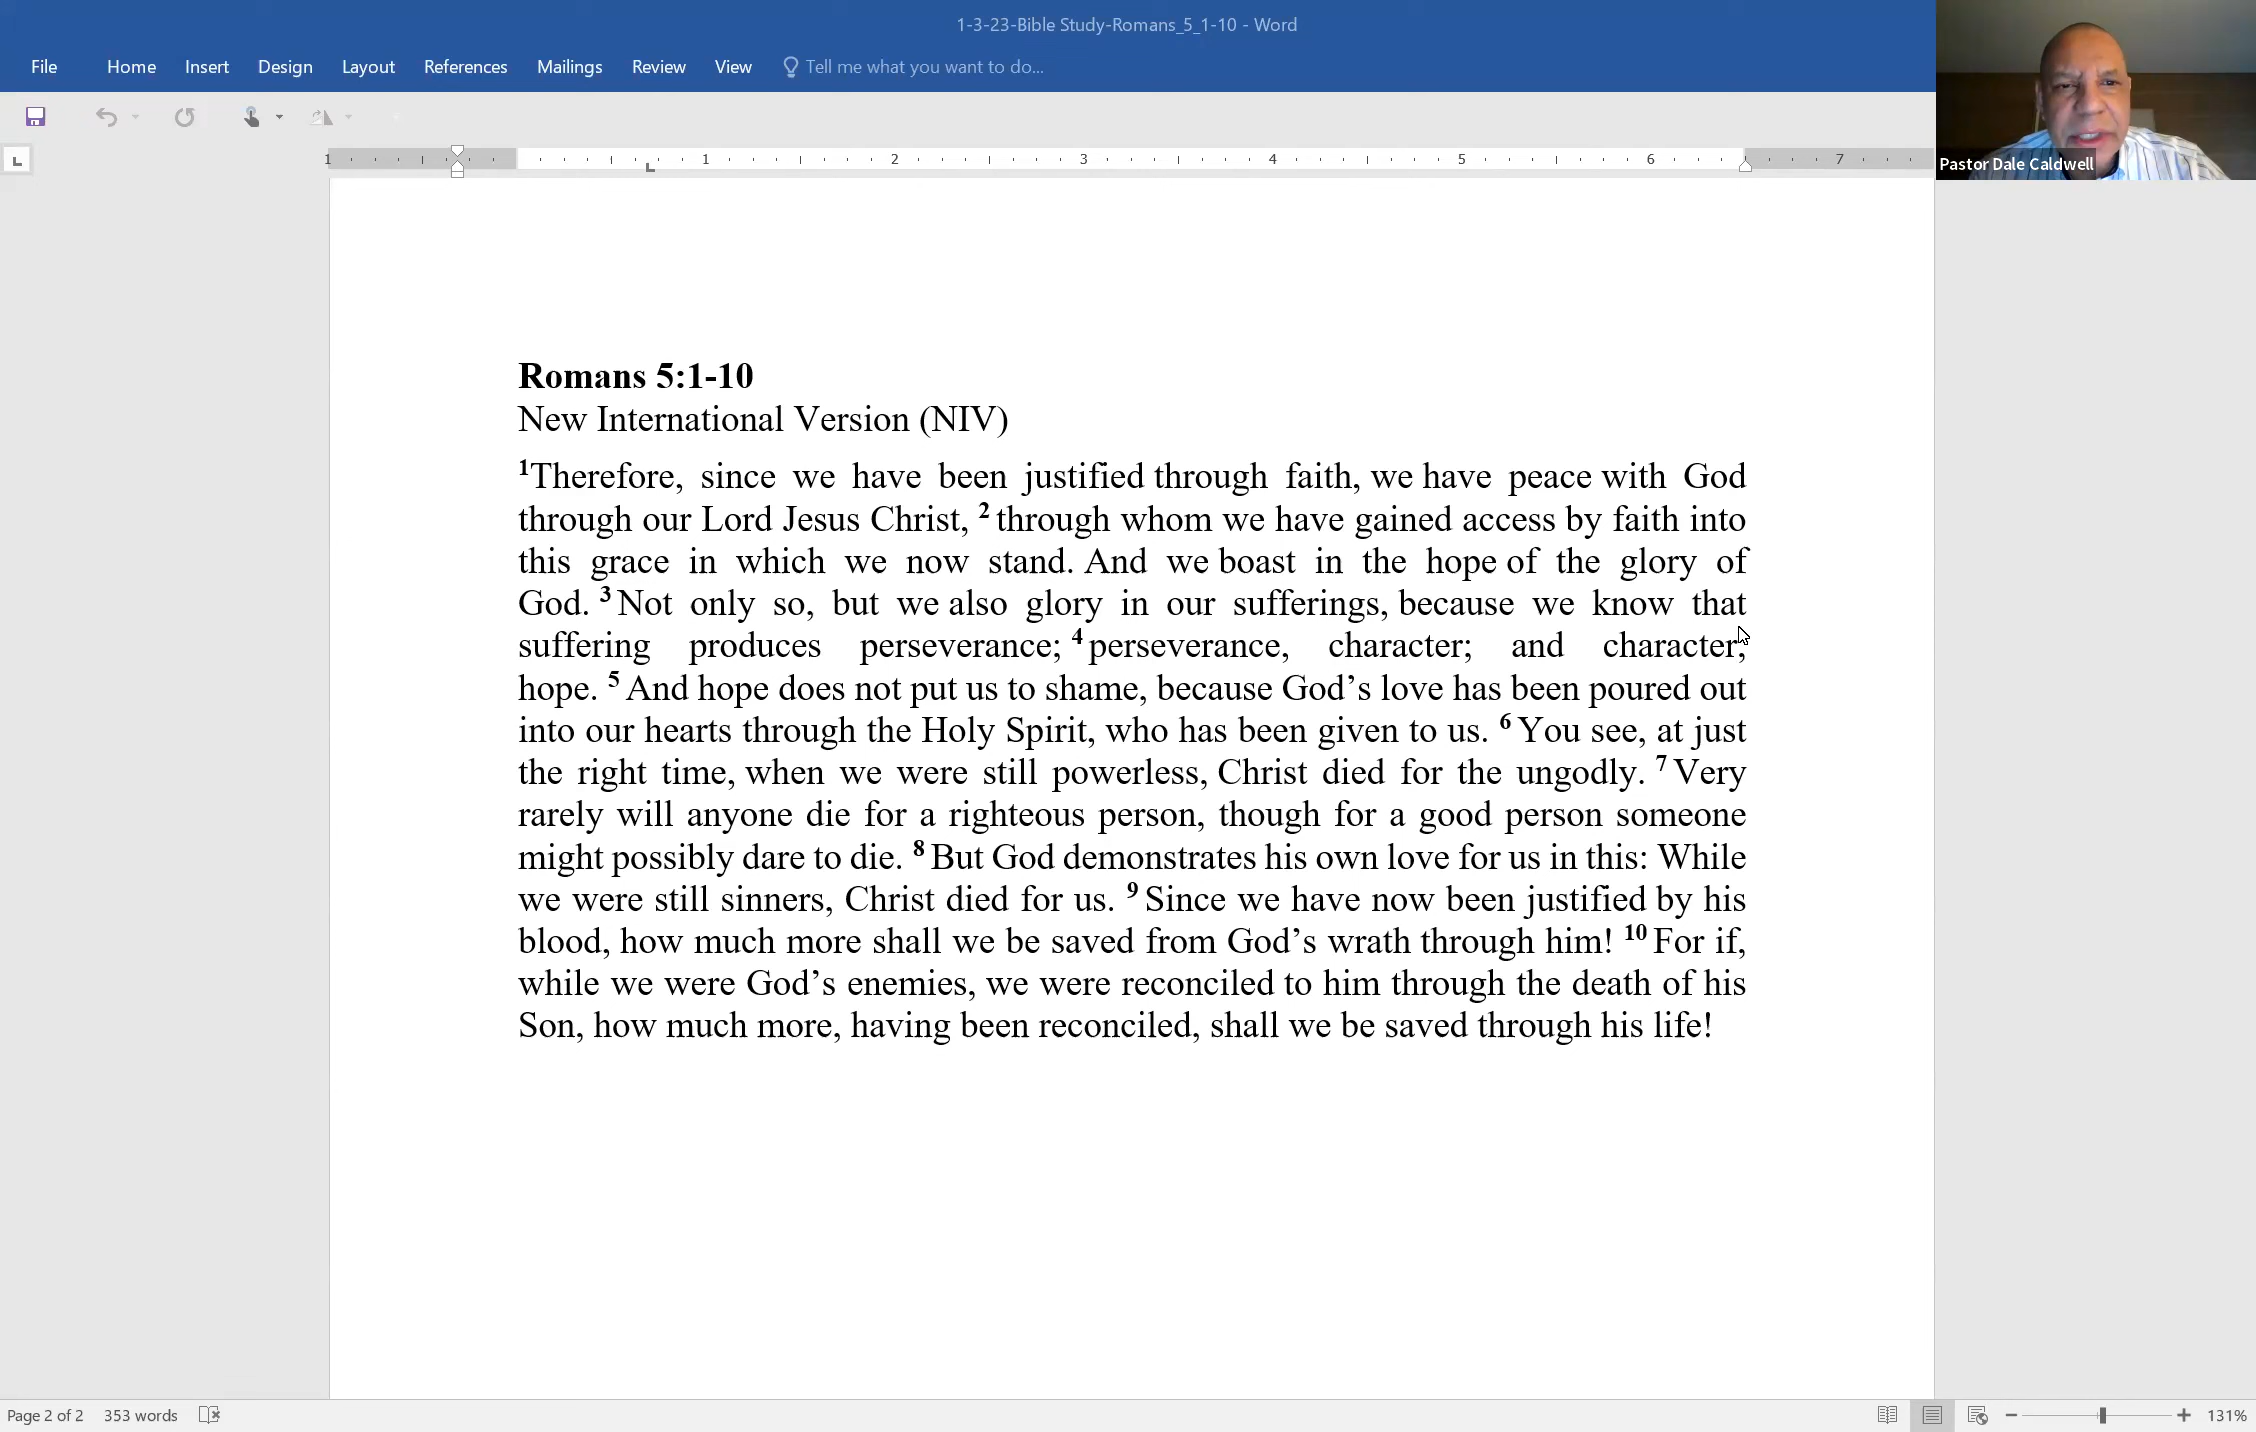 1-3-23-Bible Study-Romans_5_1-10 - Word
File Home Insert Design Layout References Mailings Review View Tell me what you want to do...
Pastor Dale Caldwell
1 1 2 3 4 5 6 7
Romans 5:1-10
New International Version (NIV)
1Therefore, since we have been justified through faith, we have peace with God
through our Lord Jesus Christ, 2 through whom we have gained access by faith into
this grace in which we now stand. And we boast in the hope of the glory of
God. 3 Not only so, but we also glory in our sufferings, because we know that
suffering produces perseverance; 4 perseverance, character; and character,
hope. 5 And hope does not put us to shame, because God’s love has been poured out
into our hearts through the Holy Spirit, who has been given to us. 6 You see, at just
the right time, when we were still powerless, Christ died for the ungodly. 7 Very
rarely will anyone die for a righteous person, though for a good person someone
might possibly dare to die. 8 But God demonstrates his own love for us in this: While
we were still sinners, Christ died for us. 9 Since we have now been justified by his
blood, how much more shall we be saved from God’s wrath through him! 10 For if,
while we were God’s enemies, we were reconciled to him through the death of his
Son, how much more, having been reconciled, shall we be saved through his life!
Page 2 of 2 353 words 131%